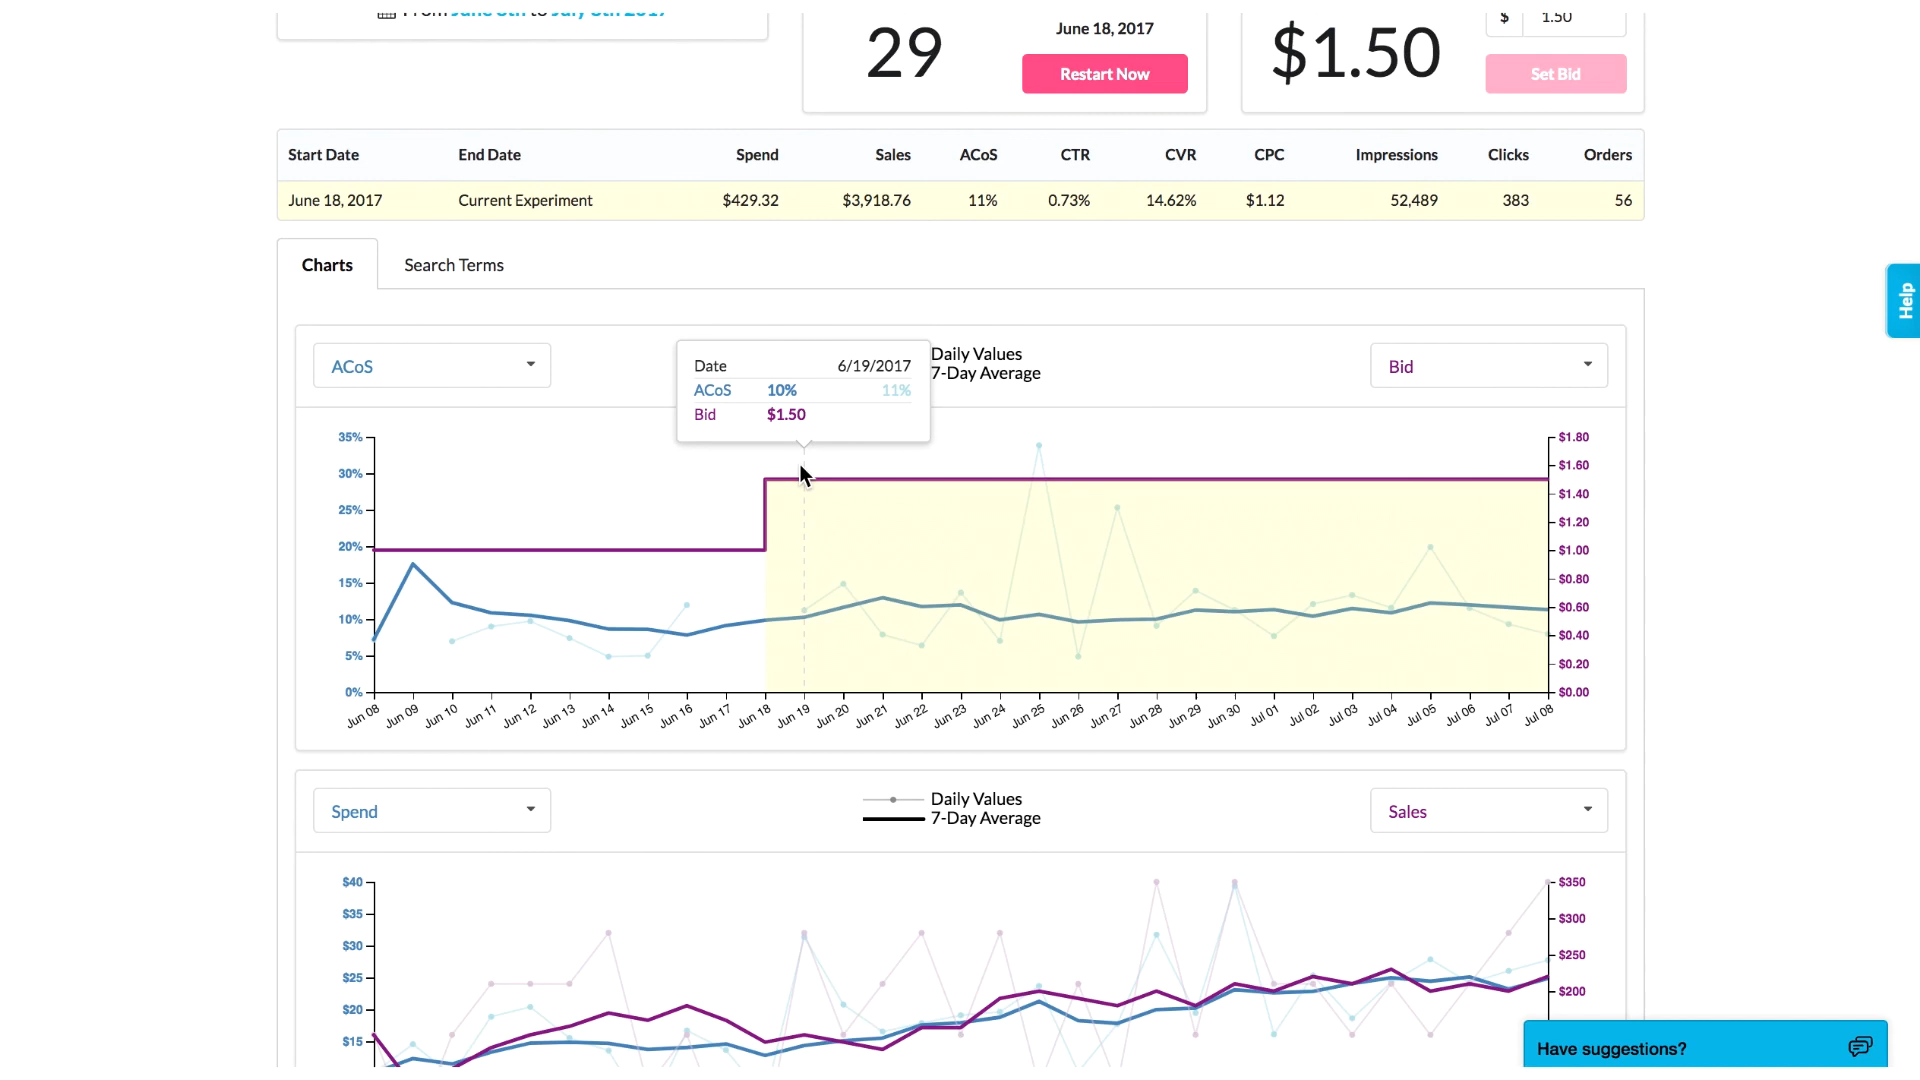 From June 8th to July 8th 2017
29
June 18, 2017
Restart Now
$1.50
$ 1.50
Set Bid
Start Date End Date Spend Sales ACoS CTR CVR CPC Impressions Clicks Orders
June 18, 2017 Current Experiment $429.32 $3,918.76 11% 0.73% 14.62% $1.12 52,489 383 56
Charts Search Terms
Help
ACoS
Daily Values
7-Day Average
Bid
Date 6/19/2017
ACoS 10% 11%
Bid $1.50
35%
30%
25%
20%
15%
10%
5%
0%
$1.80
$1.60
$1.40
$1.20
$1.00
$0.80
$0.60
$0.40
$0.20
$0.00
Jun 08 Jun 09 Jun 10 Jun 11 Jun 12 Jun 13 Jun 14 Jun 15 Jun 16 Jun 17 Jun 18 Jun 19 Jun 20 Jun 21 Jun 22 Jun 23 Jun 24 Jun 25 Jun 26 Jun 27 Jun 28 Jun 29 Jun 30 Jul 01 Jul 02 Jul 03 Jul 04 Jul 05 Jul 06 Jul 07 Jul 08
Spend
Daily Values
7-Day Average
Sales
$40
$35
$30
$25
$20
$15
$350
$300
$250
$200
Have suggestions?